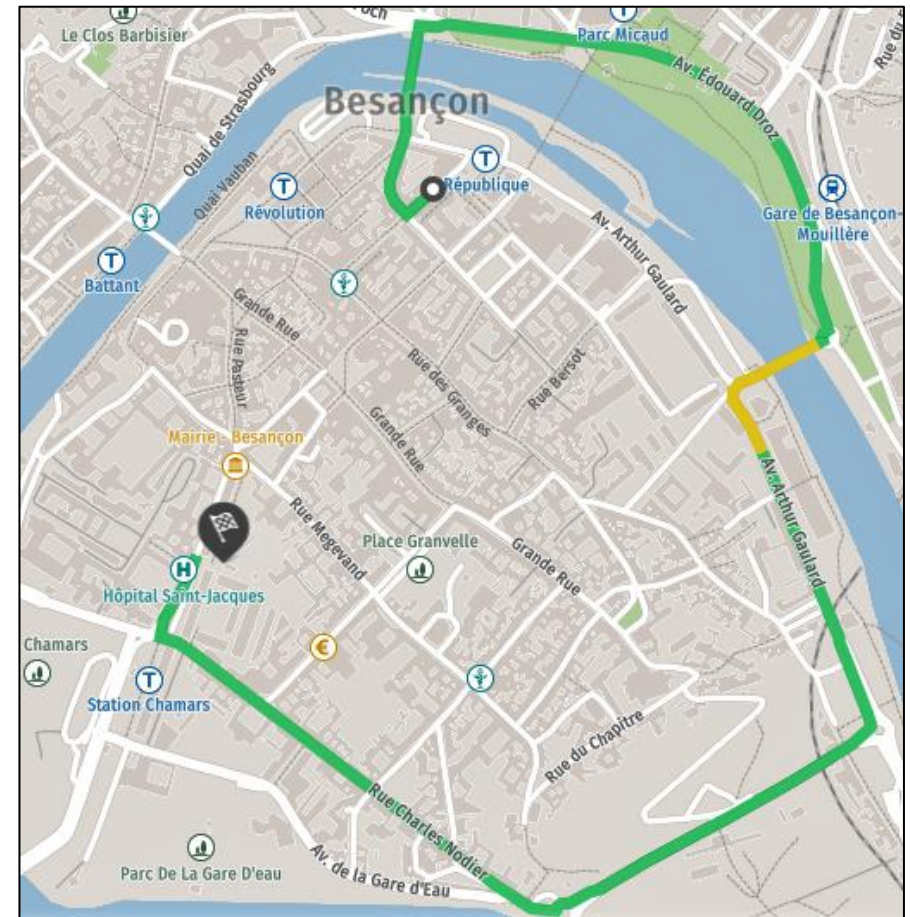 Le Clos Barbisier
Parc Micaud
Rue du
Av. Édouard Droz
Quai de Strasbourg
Besançon
Quai Vauban
T
République
T
Révolution
Gare de Besançon-
Mouillère
Av. Arthur Gaulard
T
Battant
Grande Rue
Rue Pasteur
Rue des Granges
Rue Bersot
Grande Rue
Mairie - Besançon
Av. Arthur Gaulard
Rue Megevand
Place Granvelle
Grande Rue
H
Hôpital Saint-Jacques
Chamars
€
T
Station Chamars
Rue du Chapitre
Rue Charles Nodier
Parc De La Gare D'eau
Av. de la Gare d'Eau